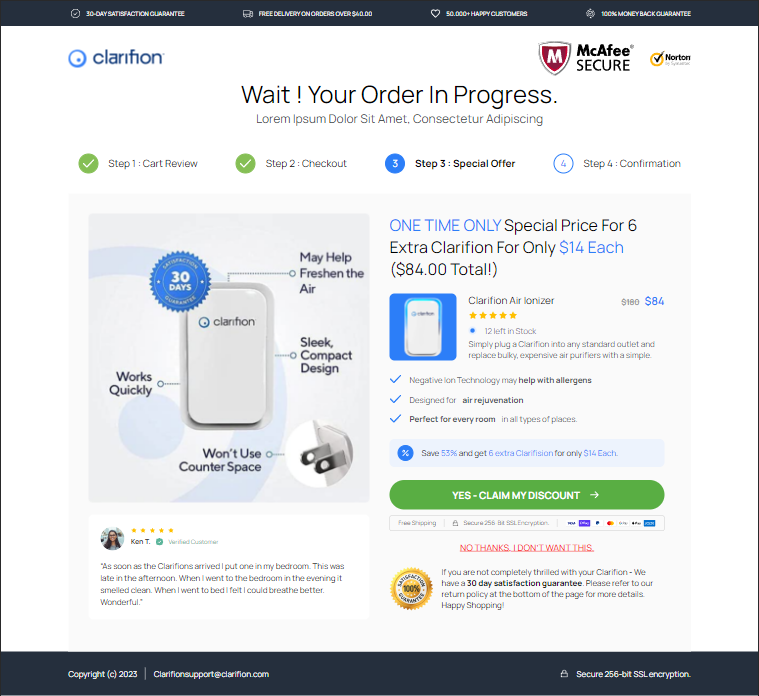 30-DAY SATISFACTION GUARANTEE
FREE DELIVERY ON ORDERS OVER $40.00
50.000+ HAPPY CUSTOMERS
100% MONEY BACK GUARANTEE
clarifion
McAfee
SECURE
Norton
by Symantec
Wait ! Your Order In Progress.
Lorem Ipsum Dolor Sit Amet, Consectetur Adipiscing
Step 1 : Cart Review
Step 2 : Checkout
3
Step 3 : Special Offer
4
Step 4 : Confirmation
SATISFACTION
30
DAYS
GUARANTEE
May Help
Freshen the
Air
clarifion
Sleek,
Compact
Design
Works
Quickly
Won't Use
Counter Space
Ken T.
Verified Customer
"As soon as the Clarifions arrived I put one in my bedroom. This was
late in the afternoon. When I went to the bedroom in the evening it
smelled clean. When I went to bed I felt I could breathe better.
Wonderful."
ONE TIME ONLY Special Price For 6
Extra Clarifion For Only $14 Each
($84.00 Total!)
clarifion
Clarifion Air Ionizer
$180 $84
12 left in Stock
Simply plug a Clarifion into any standard outlet and
replace bulky, expensive air purifiers with a simple.
Negative Ion Technology may help with allergens
Designed for air rejuvenation
Perfect for every room in all types of places.
% Save 53% and get 6 extra Clarifision for only $14 Each.
YES - CLAIM MY DISCOUNT
Free Shipping
Secure 256-Bit SSL Encryption.
VISA
NO THANKS, I DON'T WANT THIS.
SATISFACTION
100%
GUARANTEE
If you are not completely thrilled with your Clarifion - We
have a 30 day satisfaction guarantee. Please refer to our
return policy at the bottom of the page for more details.
Happy Shopping!
Copyright (c) 2023
Clarifionsupport@clarifion.com
Secure 256-bit SSL encryption.